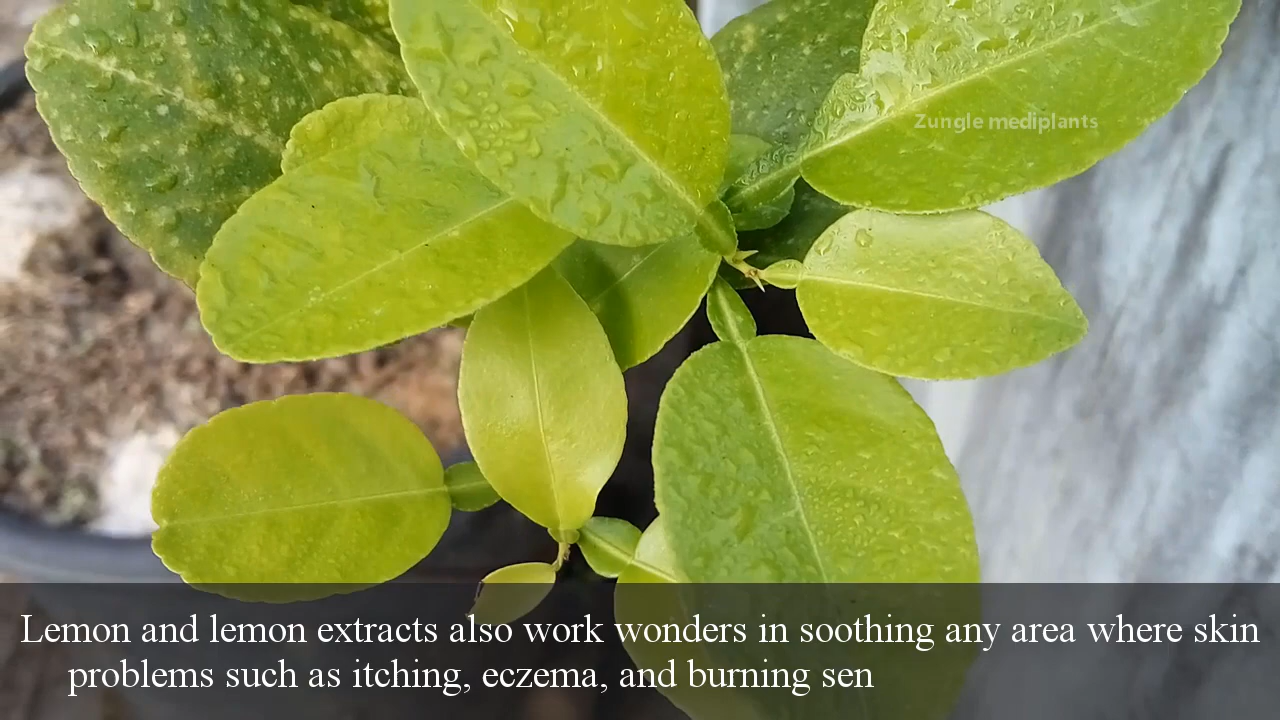 Zungle mediplants
Lemon and lemon extracts also work wonders in soothing any area where skin
problems such as itching, eczema, and burning sen